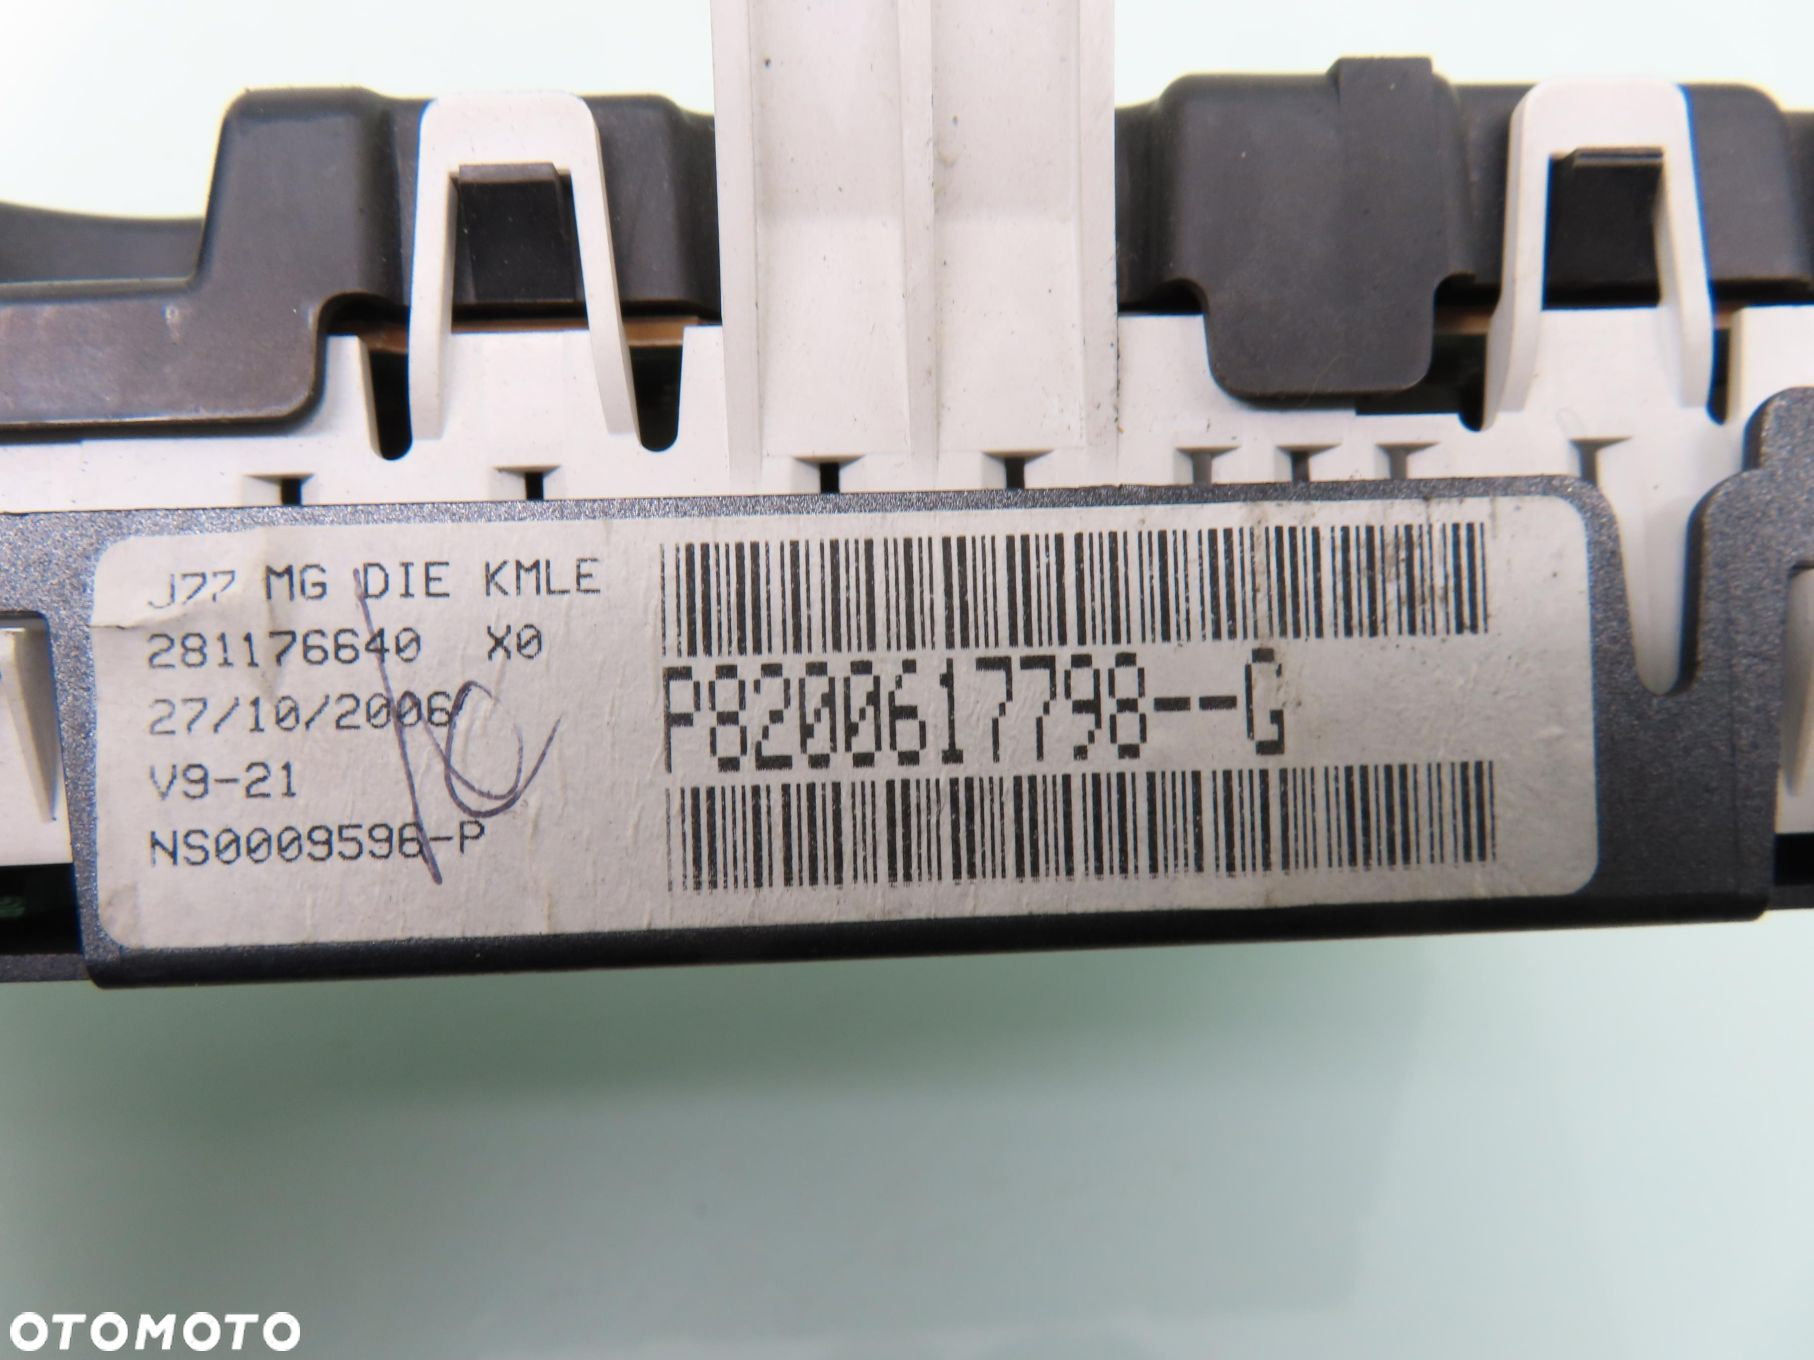 J77 MG DIE KMLE
281176640 X0
27/10/2006
V9-21
NS0009596-P
P8200617798--G
OTOMOTO